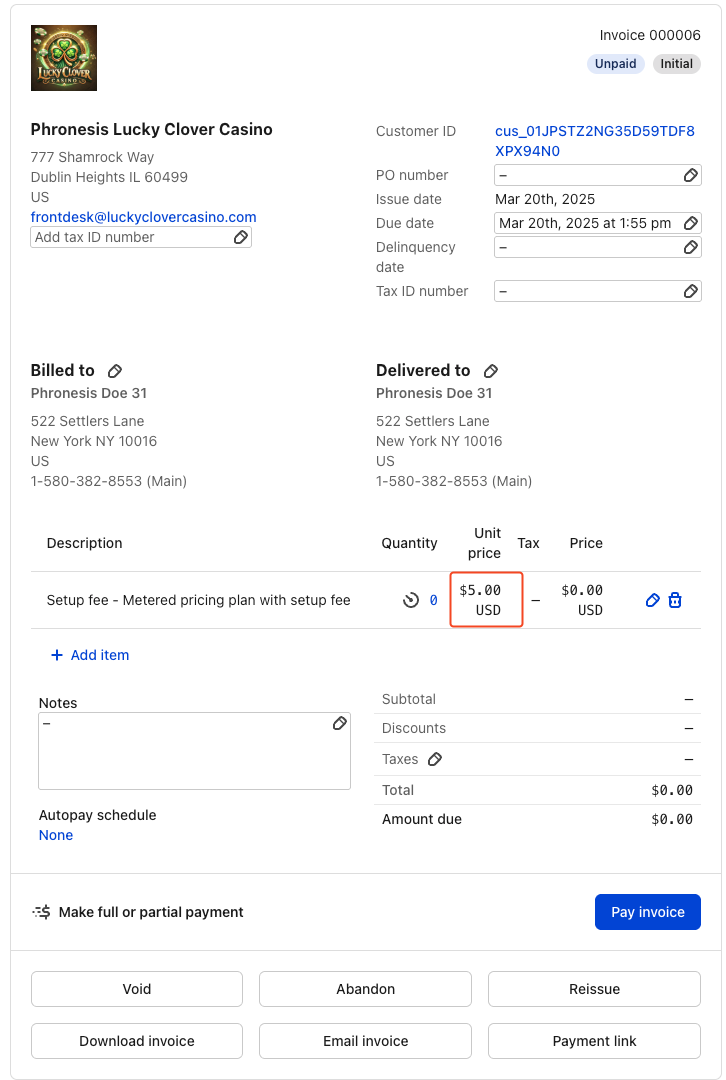 LUCKY CLOVER
CASINO
Invoice 000006
Unpaid
Initial
Phronesis Lucky Clover Casino
777 Shamrock Way
Dublin Heights IL 60499
US
frontdesk@luckyclovercasino.com
Add tax ID number
Customer ID
cus_01JPSTZ2NG35D59TDF8
XPX94N0
PO number –
Issue date Mar 20th, 2025
Due date Mar 20th, 2025 at 1:55 pm
Delinquency –
date
Tax ID number –
Billed to
Phronesis Doe 31
522 Settlers Lane
New York NY 10016
US
1-580-382-8553 (Main)
Delivered to
Phronesis Doe 31
522 Settlers Lane
New York NY 10016
US
1-580-382-8553 (Main)
Description
Quantity
Unit
price
Tax
Price
Setup fee - Metered pricing plan with setup fee
0
$5.00
USD
–
$0.00
USD
+ Add item
Notes
–
Autopay schedule
None
Subtotal –
Discounts –
Taxes –
Total $0.00
Amount due $0.00
Make full or partial payment
Pay invoice
Void
Abandon
Reissue
Download invoice
Email invoice
Payment link